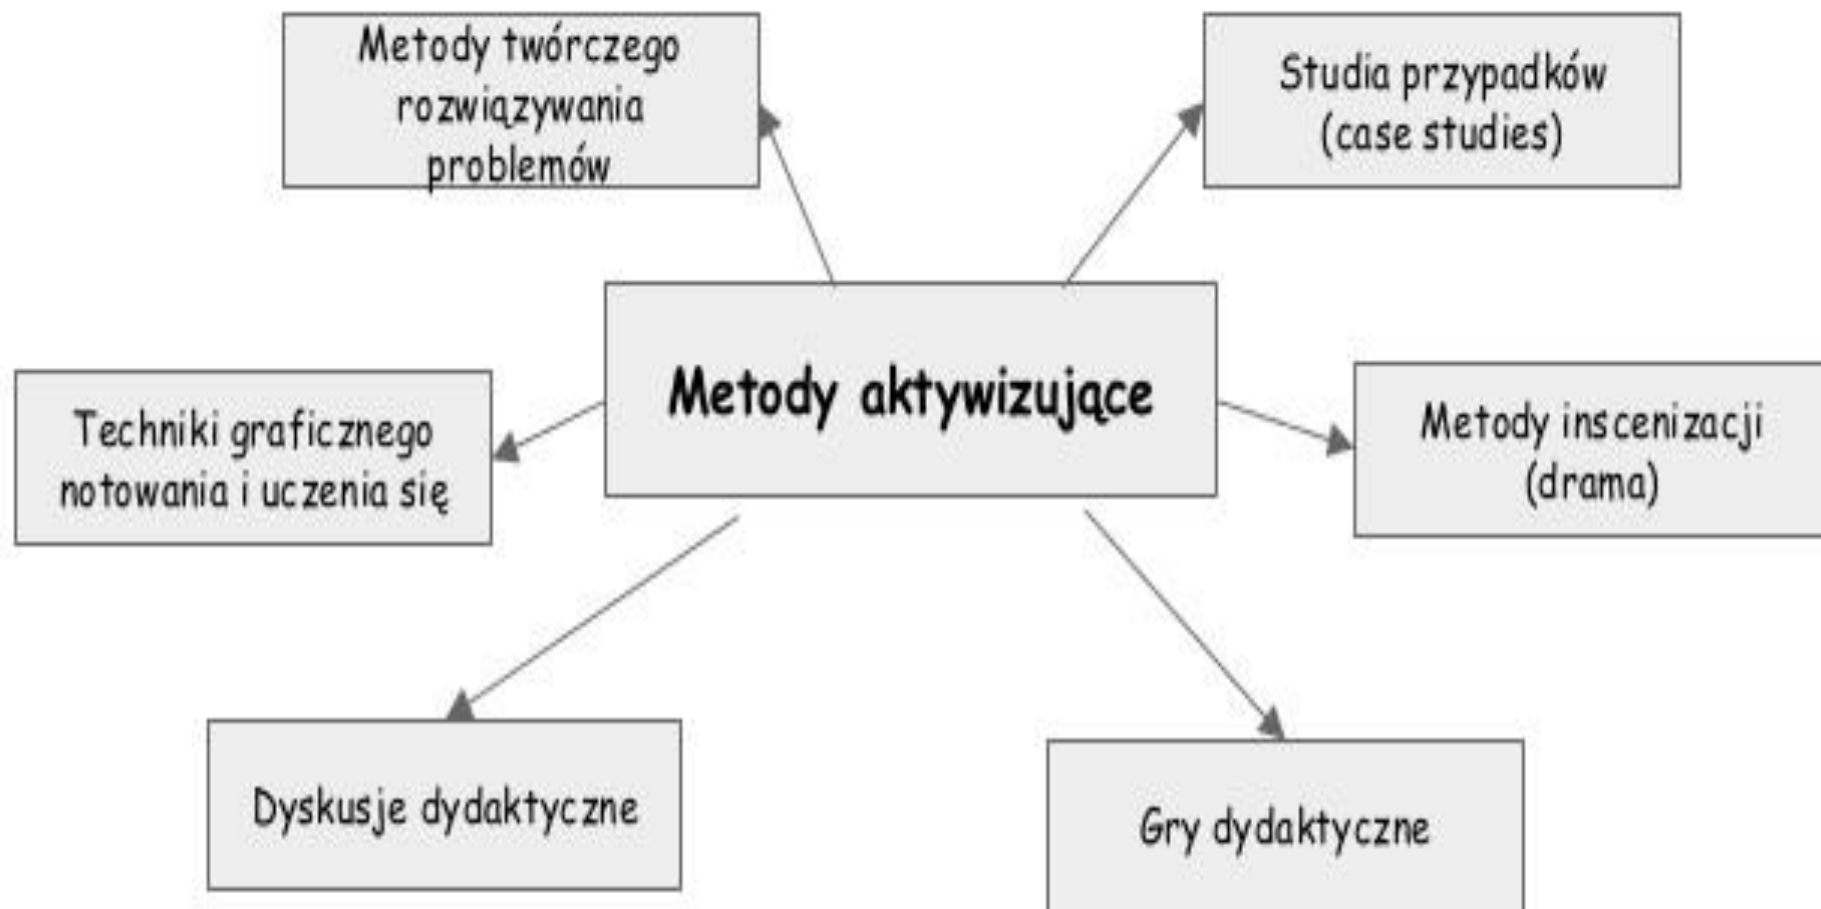 Metody twórczego
rozwiązywania
problemów
Studia przypadków
(case studies)
Metody aktywizujące
Techniki graficznego
notowania i uczenia się
Metody inscenizacji
(drama)
Dyskusje dydaktyczne
Gry dydaktyczne